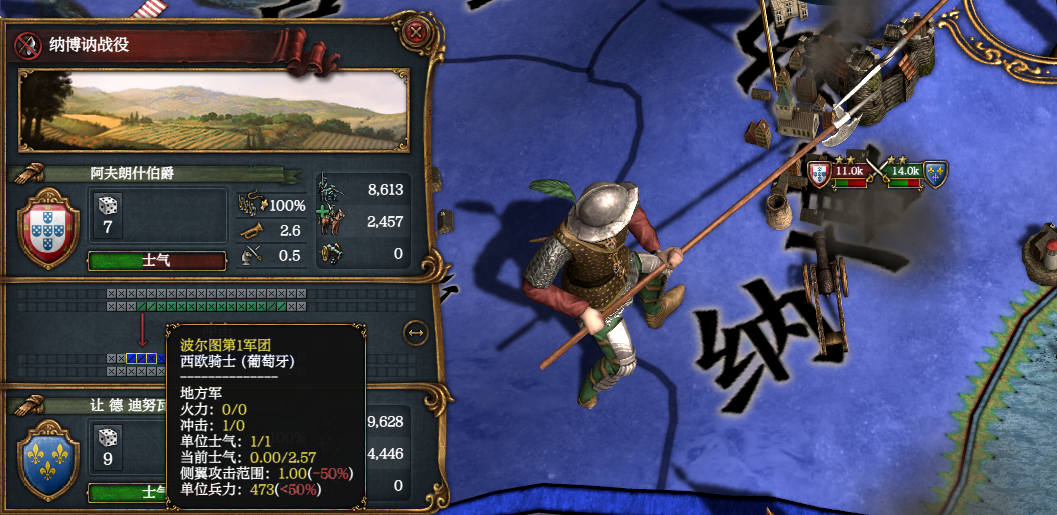 纳博讷战役
阿夫朗什伯爵
7
100%
2.6
0.5
8,613
2,457
0
士气
11.0k
14.0k
波尔图第1军团
西欧骑士 (葡萄牙)
地方军
火力: 0/0
冲击: 1/0
单位士气: 1/1
当前士气: 0.00/2.57
侧翼攻击范围: 1.00(-50%)
单位兵力: 473(<50%)
让 德 迪努瓦
9
9,628
4,446
0
士气
纳